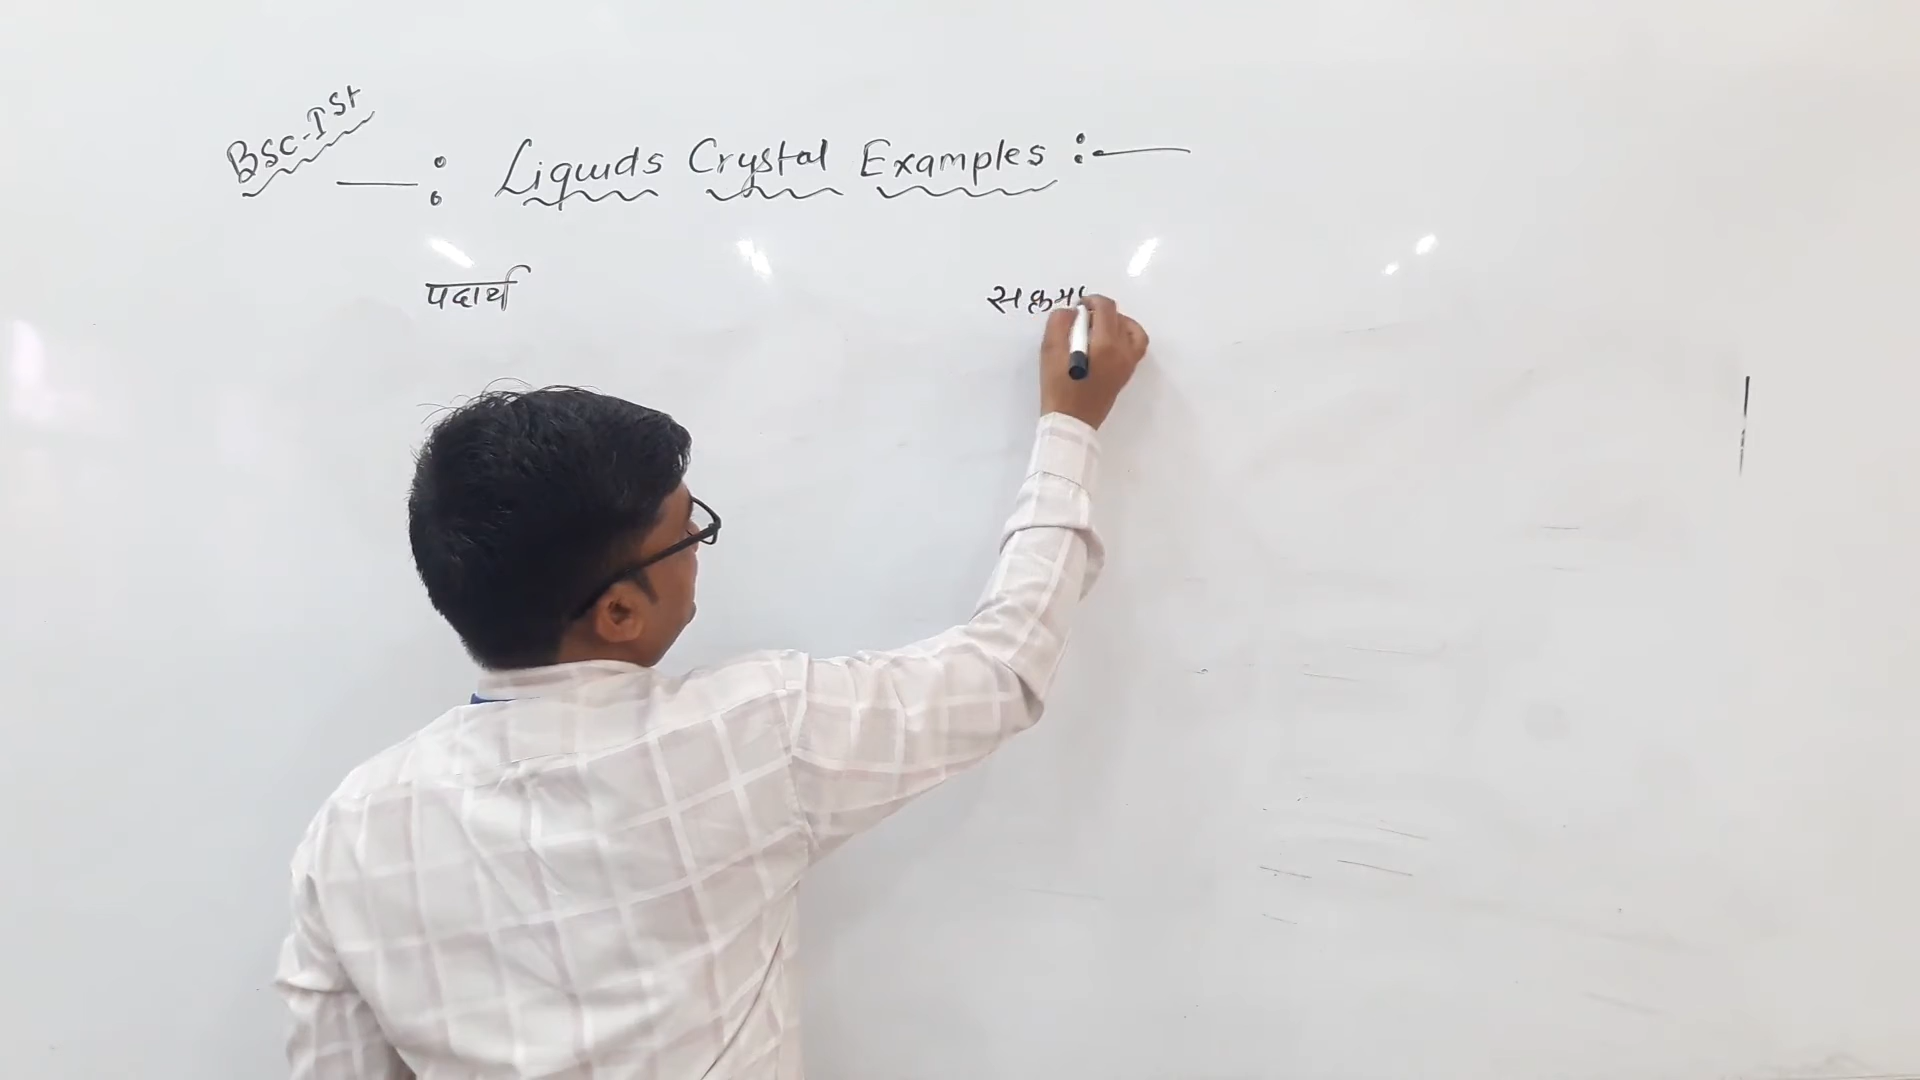 Bsc-Ist
—: Liquids Crystal Examples :—
पदार्थ